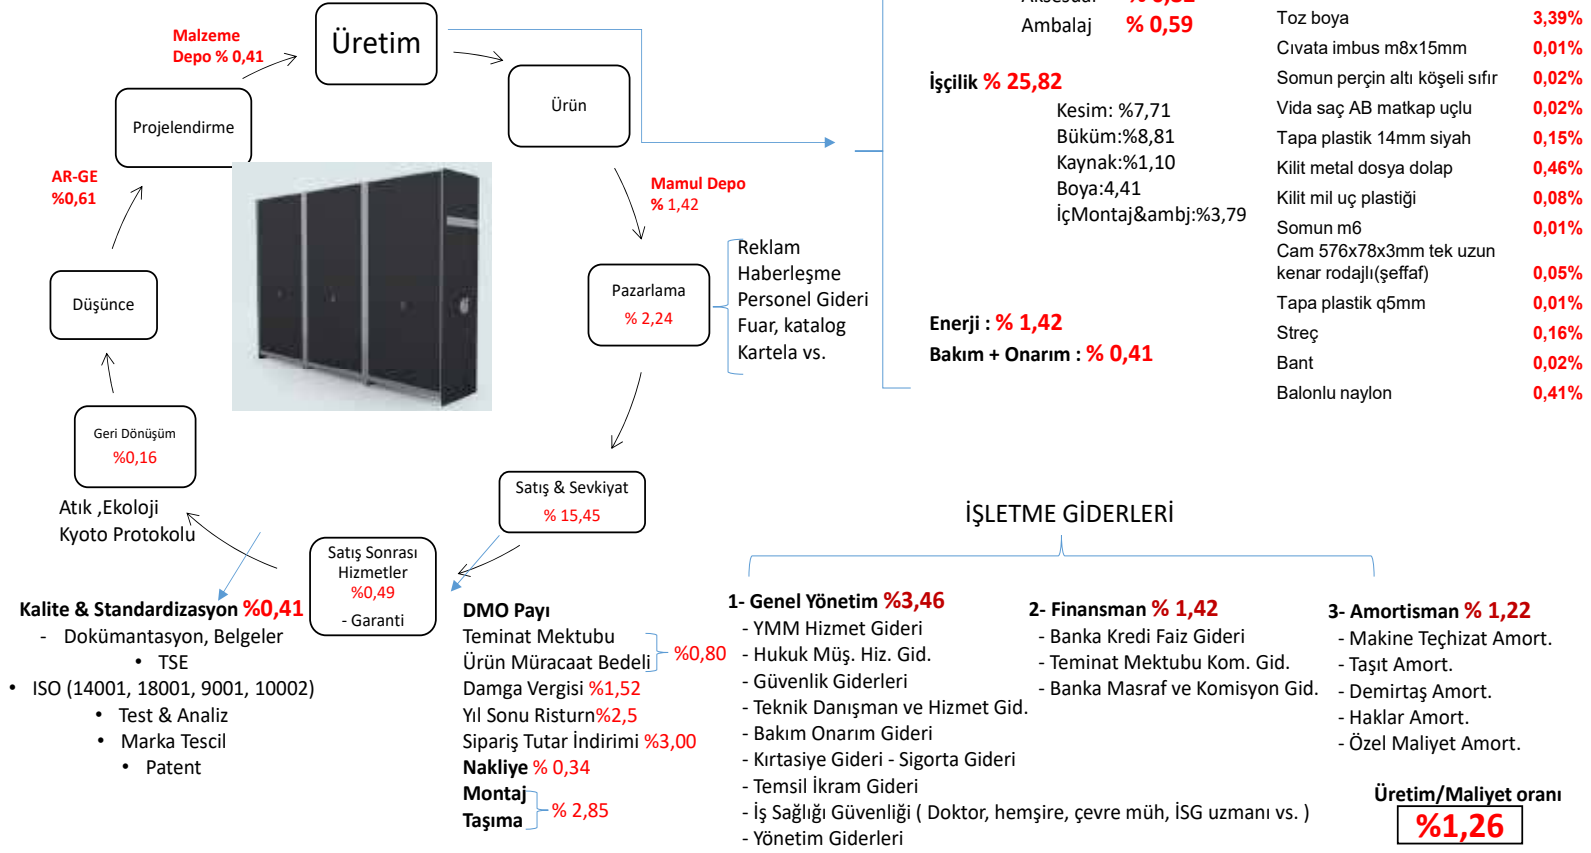 Üretim
Malzeme
Depo % 0,41
Projelendirme
Ürün
AR-GE
%0,61
Mamul Depo
% 1,42
Düşünce
Pazarlama
% 2,24
Reklam
Haberleşme
Personel Gideri
Fuar, katalog
Kartela vs.
Geri Dönüşüm
%0,16
Atık ,Ekoloji
Kyoto Protokolu
Satış & Sevkiyat
% 15,45
Satış Sonrası
Hizmetler
%0,49
- Garanti
Ambalaj % 0,59
İşçilik % 25,82
Kesim: %7,71
Büküm:%8,81
Kaynak:%1,10
Boya:4,41
İçMontaj&ambj:%3,79
Enerji : % 1,42
Bakım + Onarım : % 0,41
Toz boya 3,39%
Cıvata imbus m8x15mm 0,01%
Somun perçin altı köşeli sıfır 0,02%
Vida saç AB matkap uçlu 0,02%
Tapa plastik 14mm siyah 0,15%
Kilit metal dosya dolap 0,46%
Kilit mil uç plastiği 0,08%
Somun m6 0,01%
Cam 576x78x3mm tek uzun
kenar rodajlı(şeffaf) 0,05%
Tapa plastik q5mm 0,01%
Streç 0,16%
Bant 0,02%
Balonlu naylon 0,41%
Kalite & Standardizasyon %0,41
- Dokümantasyon, Belgeler
• TSE
• ISO (14001, 18001, 9001, 10002)
• Test & Analiz
• Marka Tescil
• Patent
DMO Payı
Teminat Mektubu
Ürün Müracaat Bedeli %0,80
Damga Vergisi %1,52
Yıl Sonu Risturn%2,5
Sipariş Tutar İndirimi %3,00
Nakliye % 0,34
Montaj
Taşıma % 2,85
İŞLETME GİDERLERİ
1- Genel Yönetim %3,46
- YMM Hizmet Gideri
- Hukuk Müş. Hiz. Gid.
- Güvenlik Giderleri
- Teknik Danışman ve Hizmet Gid.
- Bakım Onarım Gideri
- Kırtasiye Gideri - Sigorta Gideri
- Temsil İkram Gideri
- İş Sağlığı Güvenliği ( Doktor, hemşire, çevre müh, İSG uzmanı vs. )
- Yönetim Giderleri
2- Finansman % 1,42
- Banka Kredi Faiz Gideri
- Teminat Mektubu Kom. Gid.
- Banka Masraf ve Komisyon Gid.
3- Amortisman % 1,22
- Makine Teçhizat Amort.
- Taşıt Amort.
- Demirtaş Amort.
- Haklar Amort.
- Özel Maliyet Amort.
Üretim/Maliyet oranı
%1,26